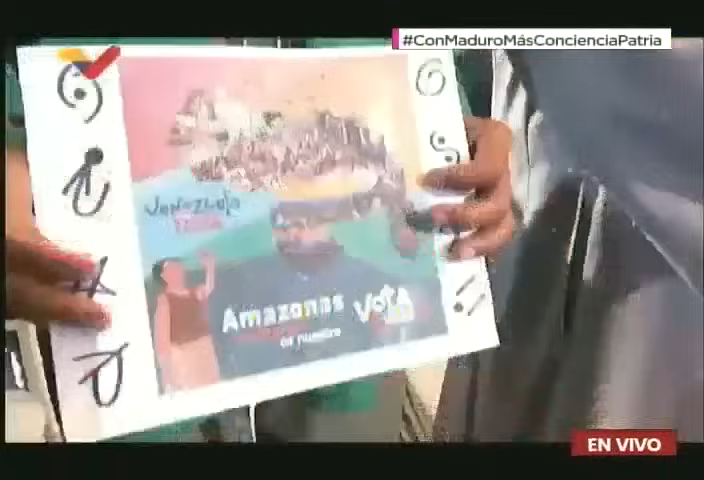 #ConMaduroMásConcienciaPatria
Venezuela
Amazonas
es nuestro
VotA
EN VIVO